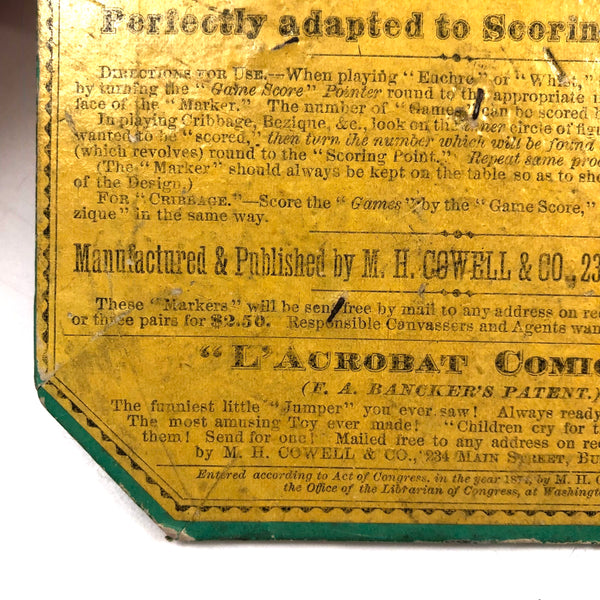 Perfectly adapted to Scorin
DIRECTIONS FOR USE.—When playing "Euchre" or "Whist,"
by turning the "Game Score" Pointer round to the appropriate
face of the "Marker." The number of "Games" can be scored b
In playing Cribbage, Bezique, &c., look on the inner circle of figu
wanted to be "scored," then turn the number which will be found
(which revolves) round to the "Scoring Point." Repeat same proc
(The "Marker" should always be kept on the table so as to sho
of the Design.)
FOR "CRIBBAGE."—Score the "Games" by the "Game Score,"
zique" in the same way.
Manufactured & Published by M. H. COWELL & CO., 23
These "Markers" will be sent free by mail to any address on rec
or three pairs for $2.50. Responsible Canvassers and Agents wan
"L'ACROBAT COMIQ
(F. A. BANCKER'S PATENT.)
The funniest little "Jumper" you ever saw! Always ready
The most amusing Toy ever made! "Children cry for t
them! Send for one! Mailed free to any address on rec
by M. H. COWELL & CO., 234 MAIN STREET, BU
Entered according to Act of Congress, in the year by M. H. C
the Office of the Librarian of Congress, at Washington